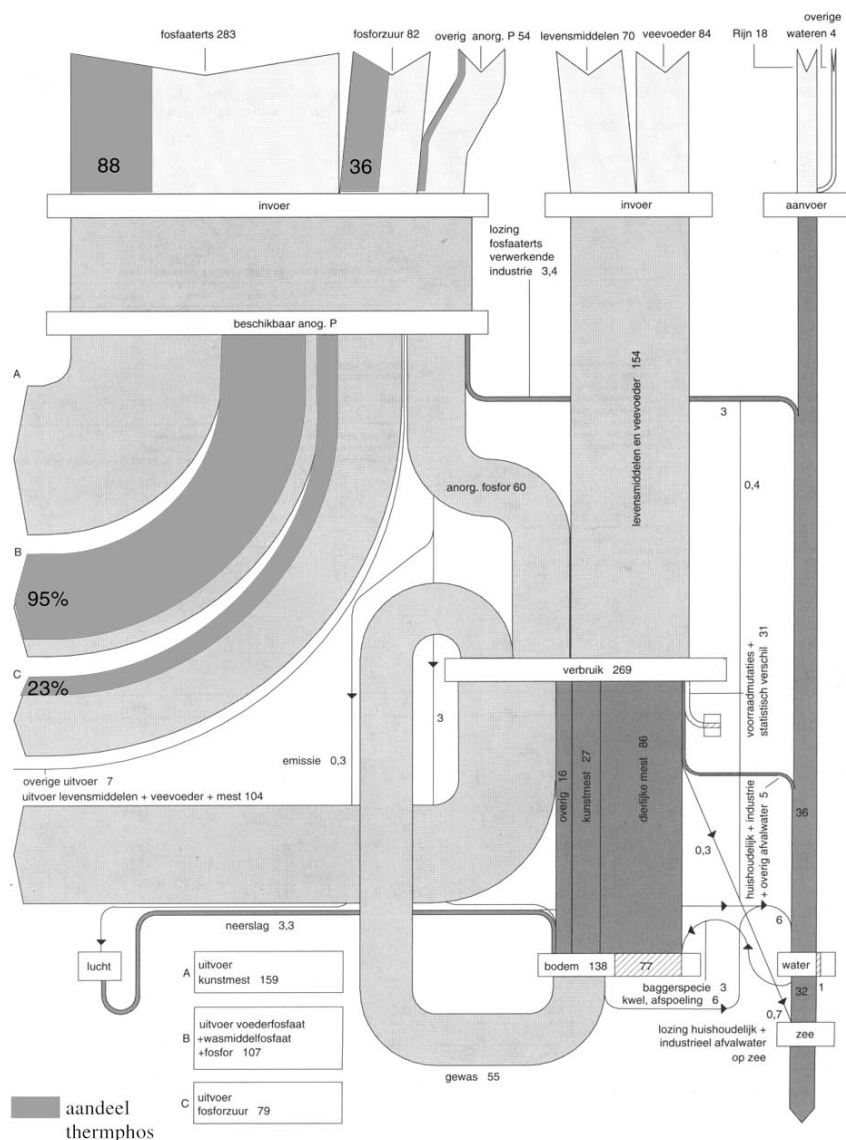 overige
fosfaaterts 283
fosforzuur 82
overig anorg. P 54
levensmiddelen 70
veevoeder 84
Rijn 18
wateren 4
88
36
invoer
invoer
aanvoer
lozing
fosfaaterts
verwerkende
industrie 3,4
beschikbaar anog. P
A
levensmiddelen en veevoeder 154
3
0,4
anorg. fosfor 60
B
95%
C
23%
verbruik 269
voorraadmutaties +
statistisch verschil 31
3
emissie 0,3
overige uitvoer 7
uitvoer levensmiddelen + veevoeder + mest 104
overig 16
kunstmest 27
dierlijke mest 86
36
huishoudelijk + industrie
+ overig afvalwater 5
0,3
neerslag 3,3
6
lucht
bodem 138
77
water
A
uitvoer
kunstmest 159
baggerspecie 3
kwel, afspoeling 6
32
1
0,7
B
uitvoer voederfosfaat
+wasmiddelfosfaat
+fosfor 107
lozing huishoudelijk +
industrieel afvalwater
op zee
zee
gewas 55
C
uitvoer
fosforzuur 79
aandeel
thermphos